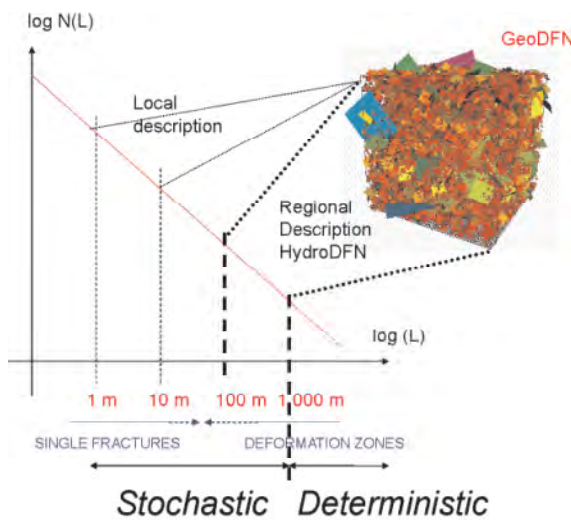 log N(L)
GeoDFN
Local
description
Regional
Description
HydroDFN
log (L)
1 m 10 m 100 m 1,000 m
SINGLE FRACTURES DEFORMATION ZONES
Stochastic Deterministic